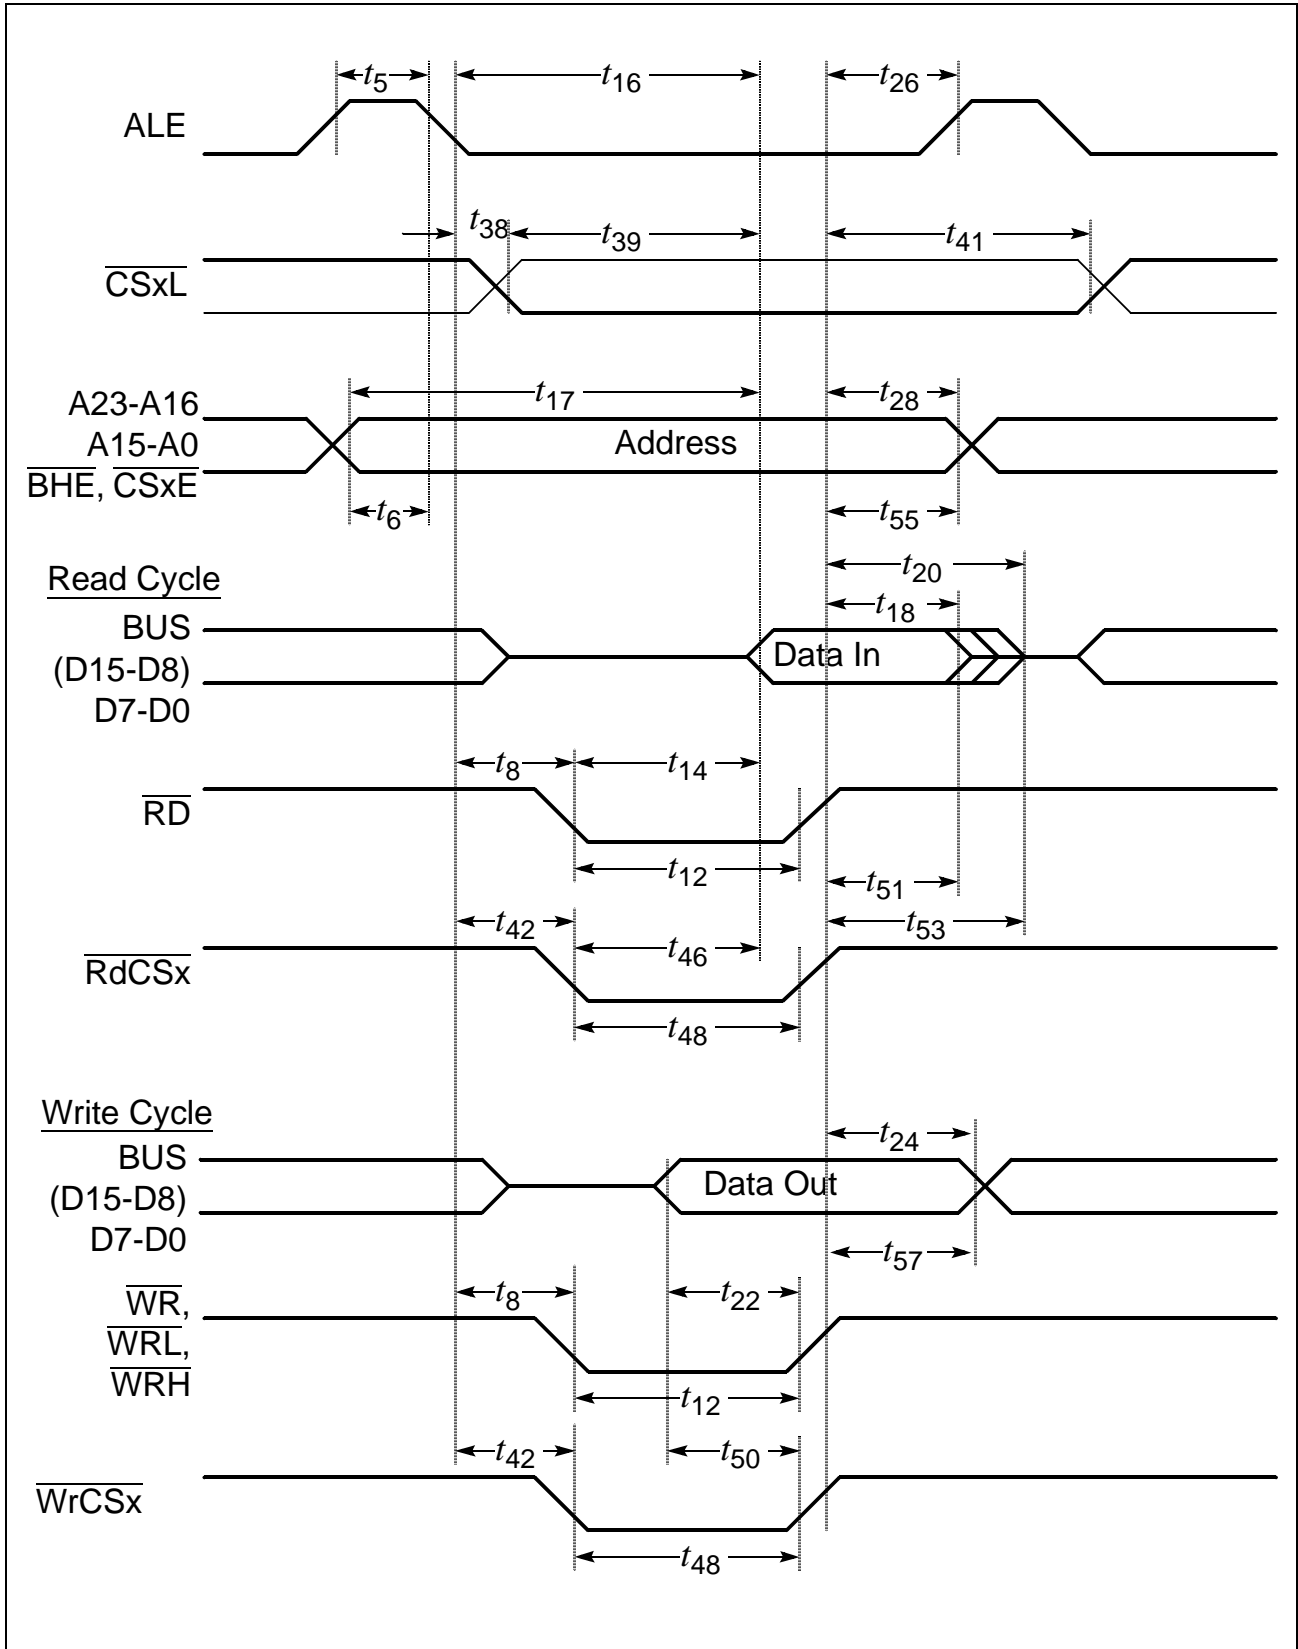 t5 t16 t26
ALE
t38 t39 t41
CSxL
t17 t28
A23-A16
A15-A0
BHE, CSxE
Address
t6 t55
t20
Read Cycle
t18
BUS
(D15-D8)
D7-D0
Data In
t8 t14
RD
t12 t51
t42 t46 t53
RdCSx
t48
Write Cycle
t24
BUS
(D15-D8)
D7-D0
Data Out
t57
t8 t22
WR,
WRL,
WRH
t12
t42 t50
WrCSx
t48